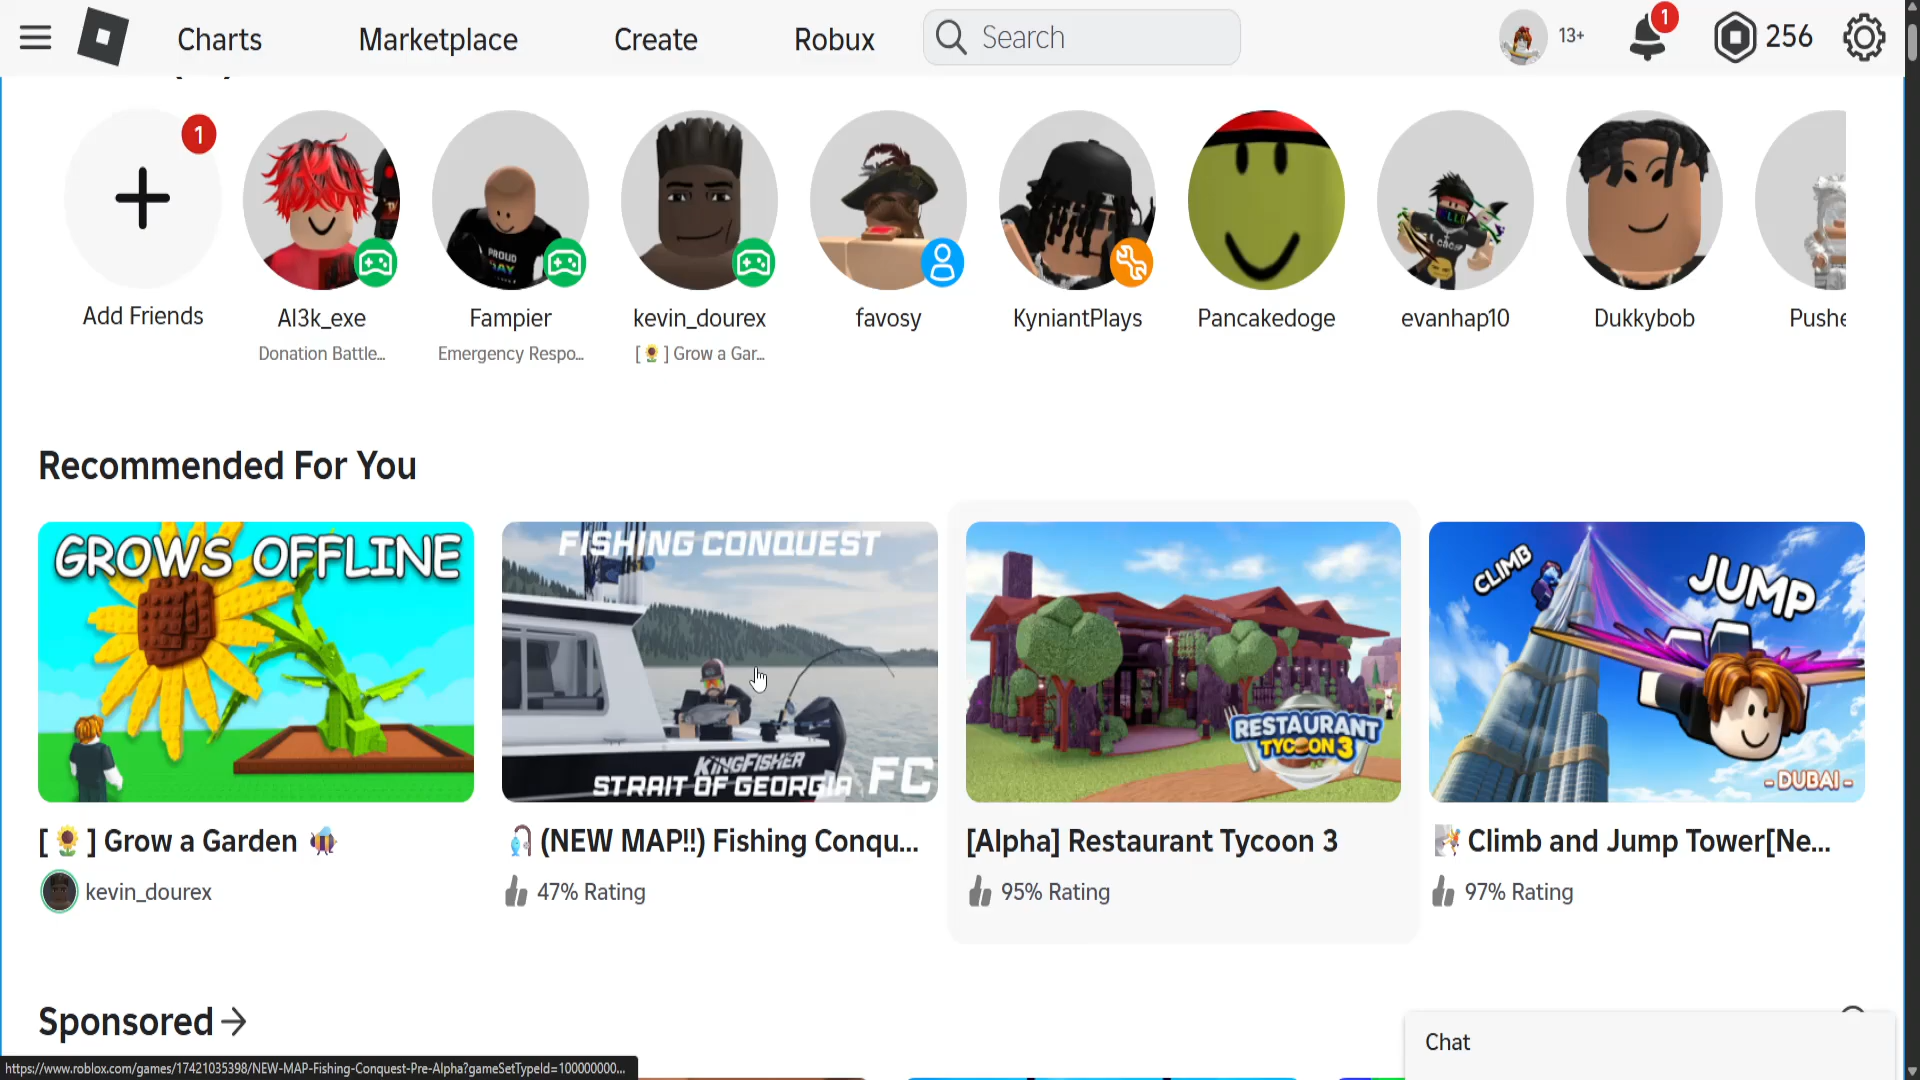 Charts
Marketplace
Create
Robux
Search
13+
1
256
1
Add Friends
Al3k_exe
Donation Battle...
PROUD
GAY
Fampier
Emergency Respo...
kevin_dourex
[🌻] Grow a Gar...
favosy
KyniantPlays
Pancakedoge
evanhap10
Dukkybob
Pushe
Recommended For You
GROWS OFFLINE
FISHING CONQUEST
KINGFISHER
STRAIT OF GEORGIA FC
RESTAURANT
TYCOON 3
CLIMB
JUMP
- DUBAI -
[ 🌻 ] Grow a Garden 🐝
kevin_dourex
🎣 (NEW MAP!!) Fishing Conqu...
47% Rating
[Alpha] Restaurant Tycoon 3
95% Rating
🧗 Climb and Jump Tower[Ne...
97% Rating
Sponsored →
Chat
https://www.roblox.com/games/17421035398/NEW-MAP-Fishing-Conquest-Pre-Alpha?gameSetTypeId=100000000...